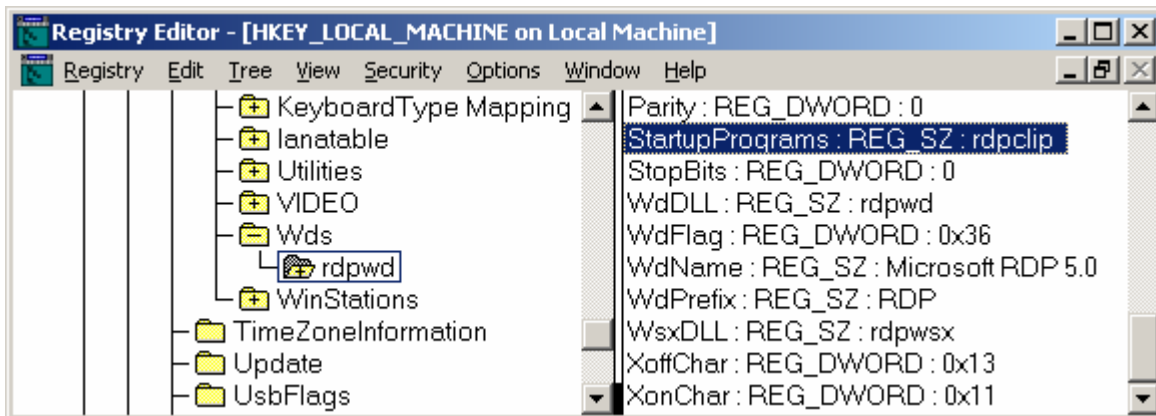 Registry Editor - [HKEY_LOCAL_MACHINE on Local Machine]
Registry Edit Tree View Security Options Window Help
KeyboardType Mapping
lanatable
Utilities
VIDEO
Wds
rdpwd
WinStations
TimeZoneInformation
Update
UsbFlags
Parity : REG_DWORD : 0
StartupPrograms : REG_SZ : rdpclip
StopBits : REG_DWORD : 0
WdDLL : REG_SZ : rdpwd
WdFlag : REG_DWORD : 0x36
WdName : REG_SZ : Microsoft RDP 5.0
WdPrefix : REG_SZ : RDP
WsxDLL : REG_SZ : rdpwsx
XoffChar : REG_DWORD : 0x13
XonChar : REG_DWORD : 0x11